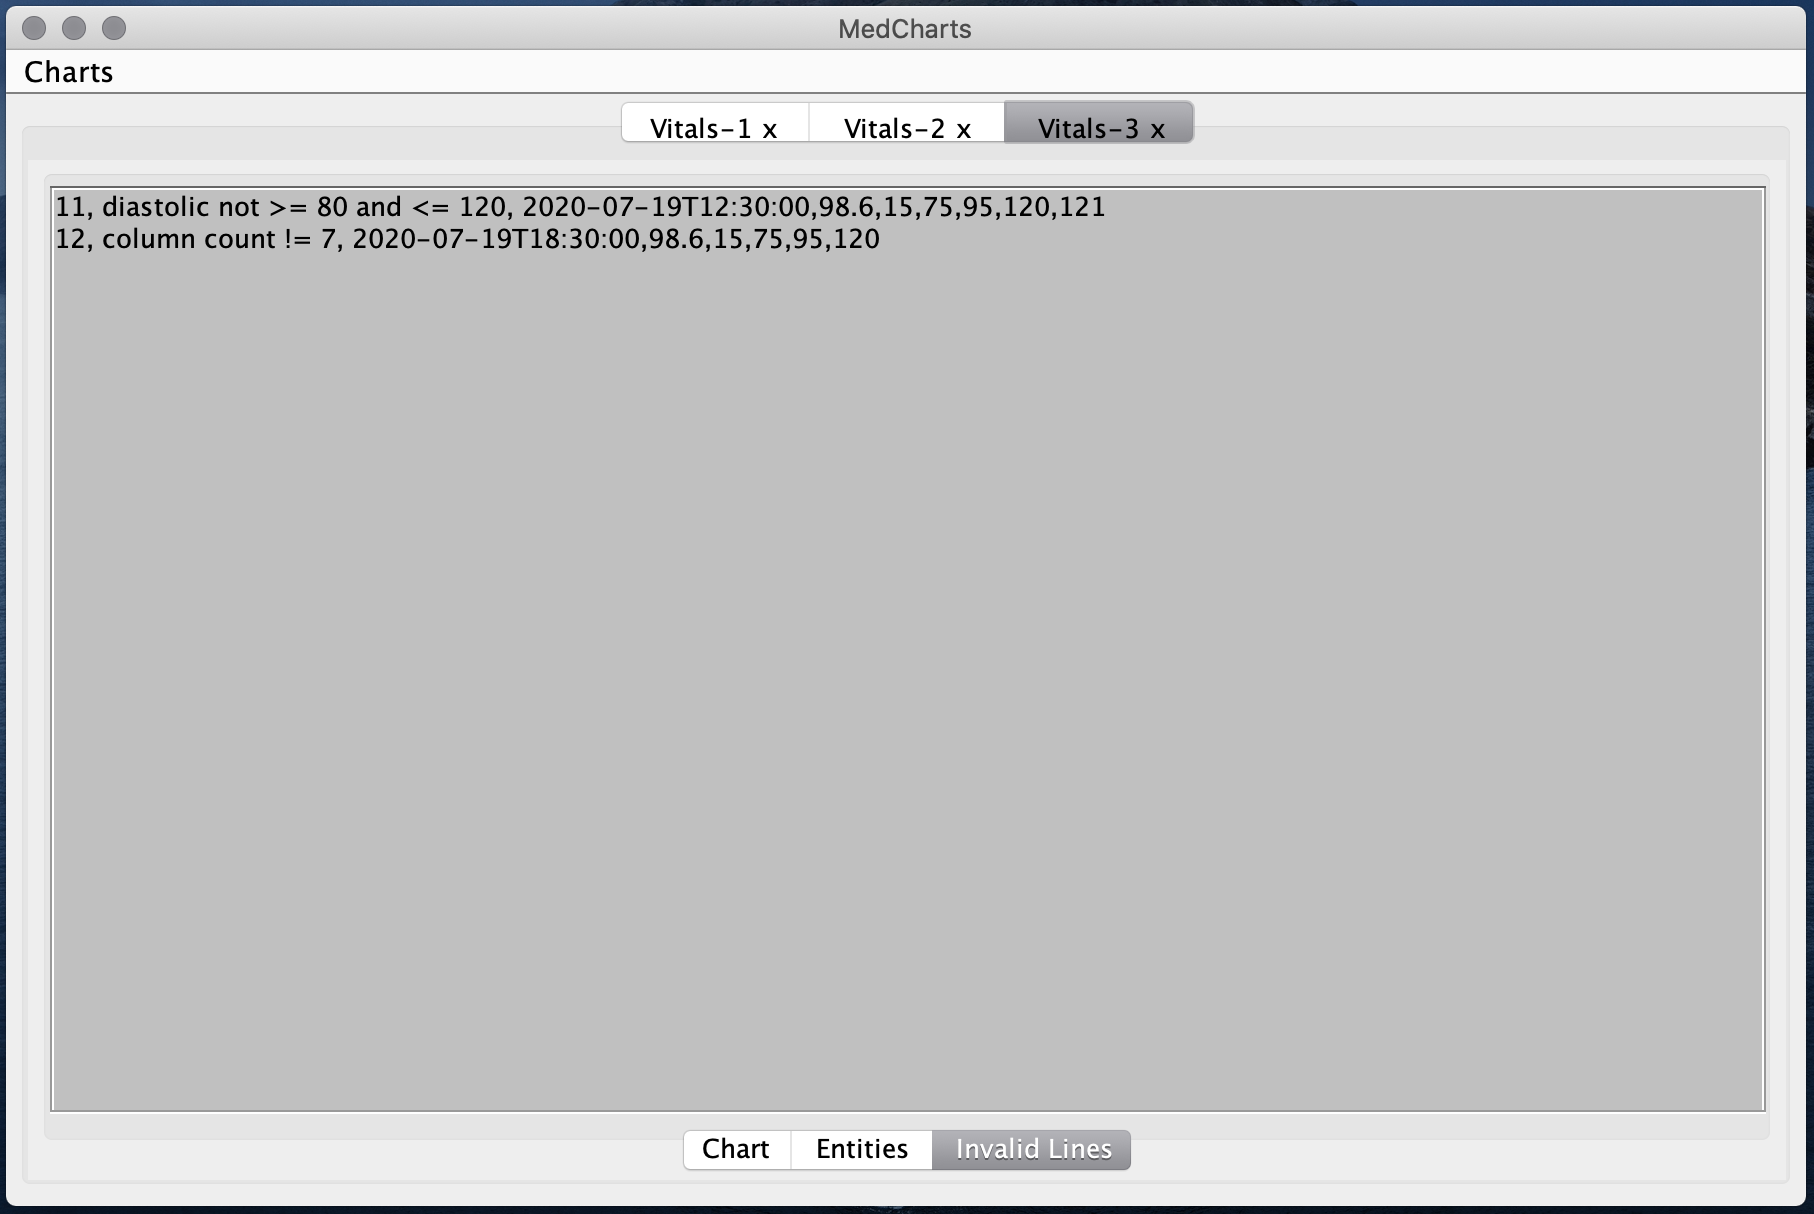 MedCharts
Charts
Vitals-1 x Vitals-2 x Vitals-3 x
11, diastolic not >= 80 and <= 120, 2020-07-19T12:30:00,98.6,15,75,95,120,121
12, column count != 7, 2020-07-19T18:30:00,98.6,15,75,95,120
Chart Entities Invalid Lines